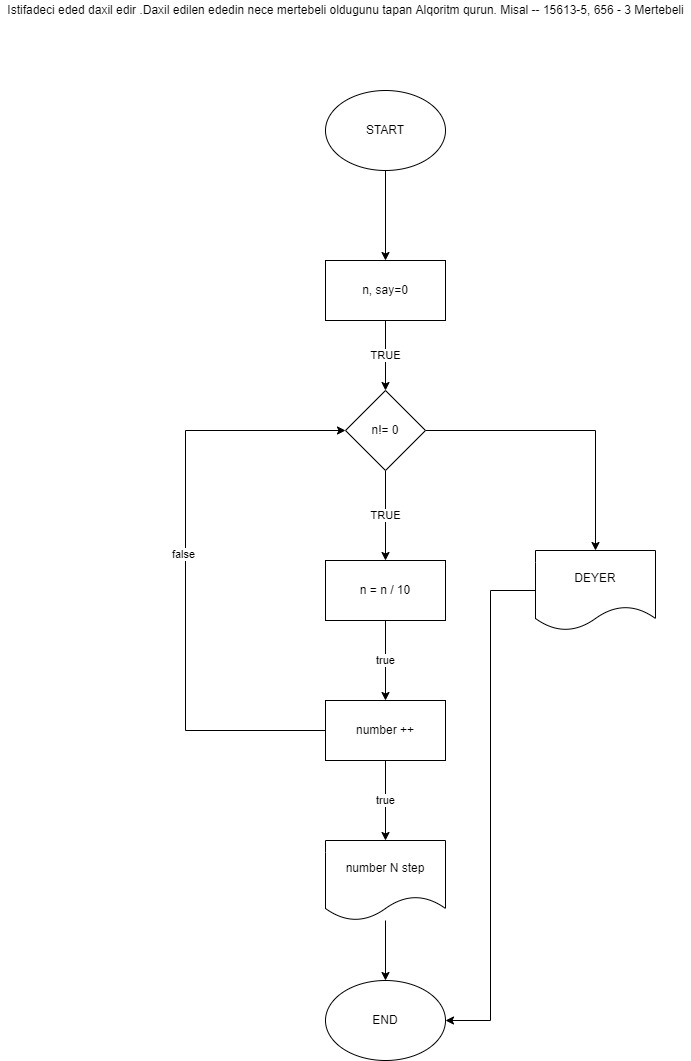 Istifadeci eded daxil edir .Daxil edilen ededin nece mertebeli oldugunu tapan Alqoritm qurun. Misal -- 15613-5, 656 - 3 Mertebeli
START
n, say=0
TRUE
n!= 0
TRUE
false
DEYER
n = n / 10
true
number ++
true
number N step
END